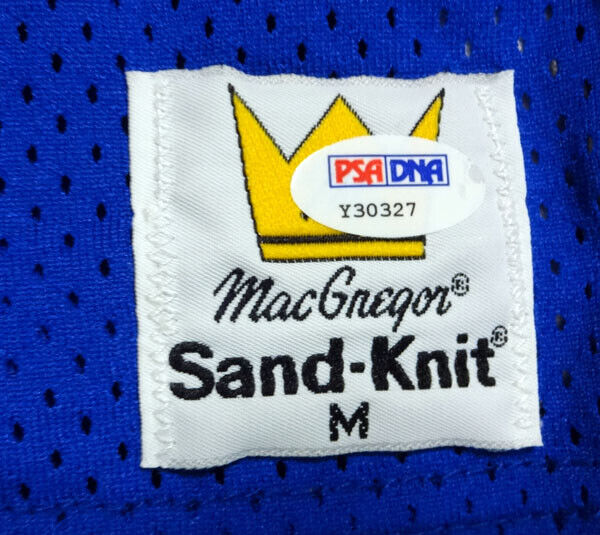 PSA DNA
Y30327
MacGregor®
Sand-Knit®
M